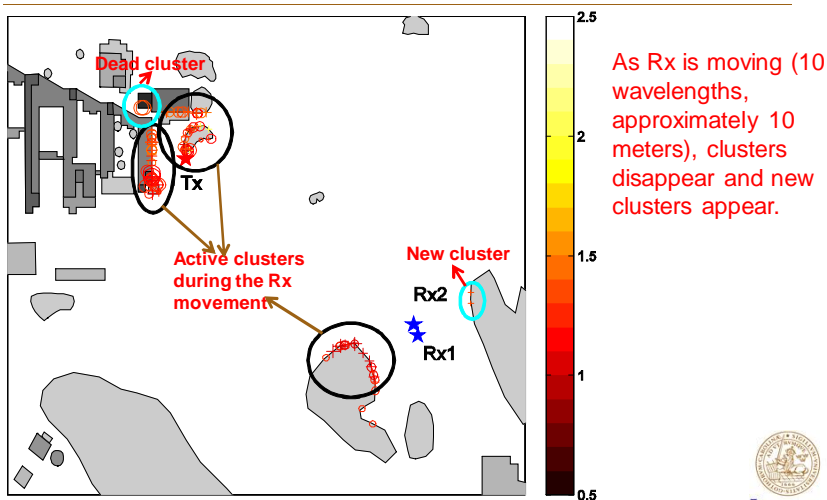 Dead cluster
Tx
Active clusters
during the Rx
movement
New cluster
Rx2
Rx1
2.5
2
1.5
1
0.5
As Rx is moving (10
wavelengths,
approximately 10
meters), clusters
disappear and new
clusters appear.